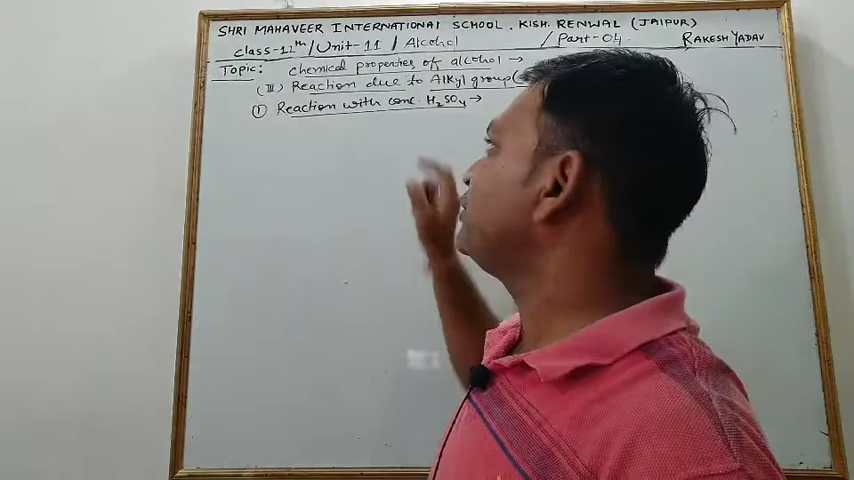 SHRI MAHAVEER INTERNATIONAL SCHOOL. KISH. RENWAL (JAIPUR)
Class-12th/Unit-11/Alcohol /Part-04 RAKESH YADAV
Topic: chemical properties of alcohol →
(III) Reaction due to Alkyl group
① Reaction with conc. H2SO4 →